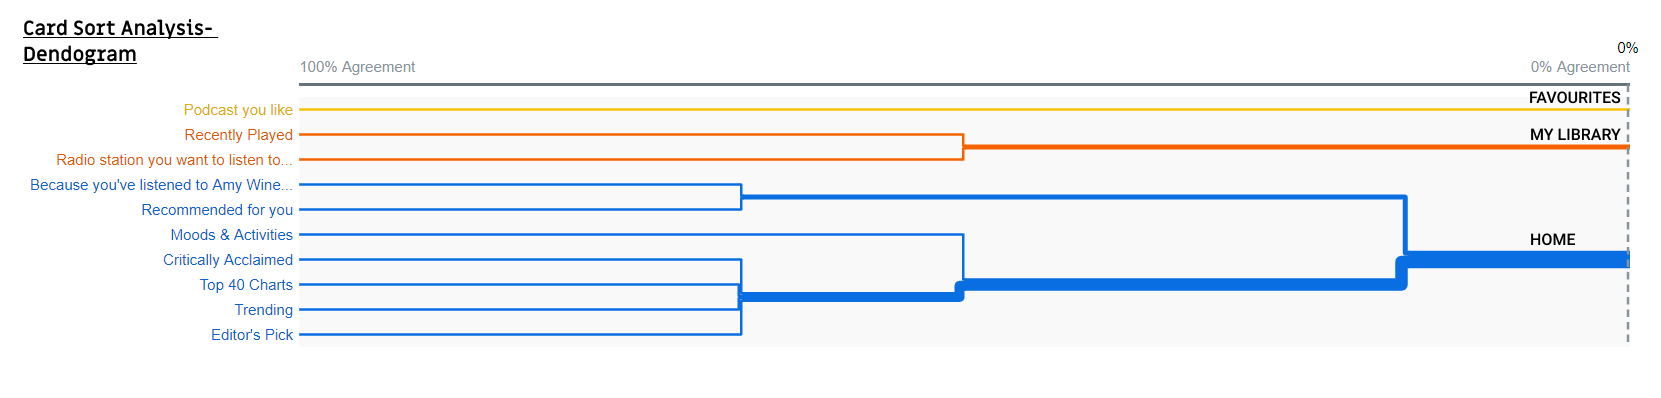 Card Sort Analysis-
Dendogram
0%
100% Agreement
0% Agreement
FAVOURITES
Podcast you like
Recently Played
MY LIBRARY
Radio station you want to listen to...
Because you've listened to Amy Wine...
Recommended for you
Moods & Activities
HOME
Critically Acclaimed
Top 40 Charts
Trending
Editor's Pick